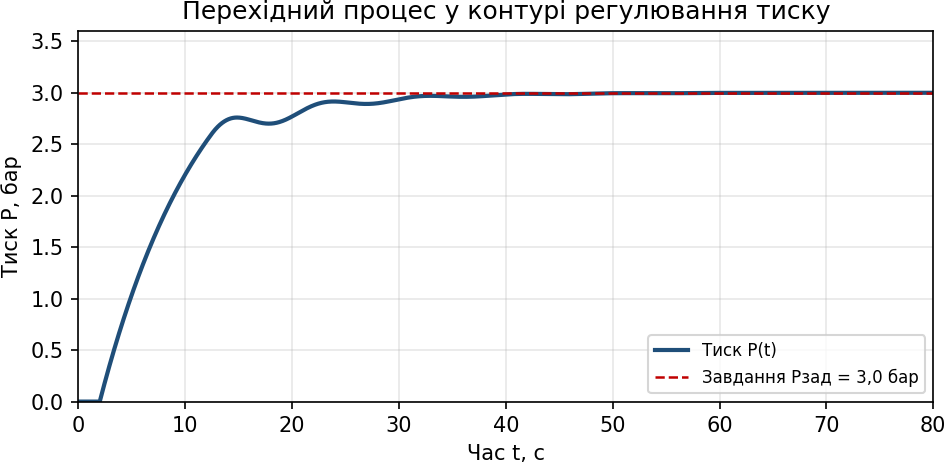 Перехідний процес у контурі регулювання тиску
Тиск P, бар
3.5
3.0
2.5
2.0
1.5
1.0
0.5
0.0
0 10 20 30 40 50 60 70 80
Час t, с
Тиск P(t)
Завдання Pзад = 3,0 бар